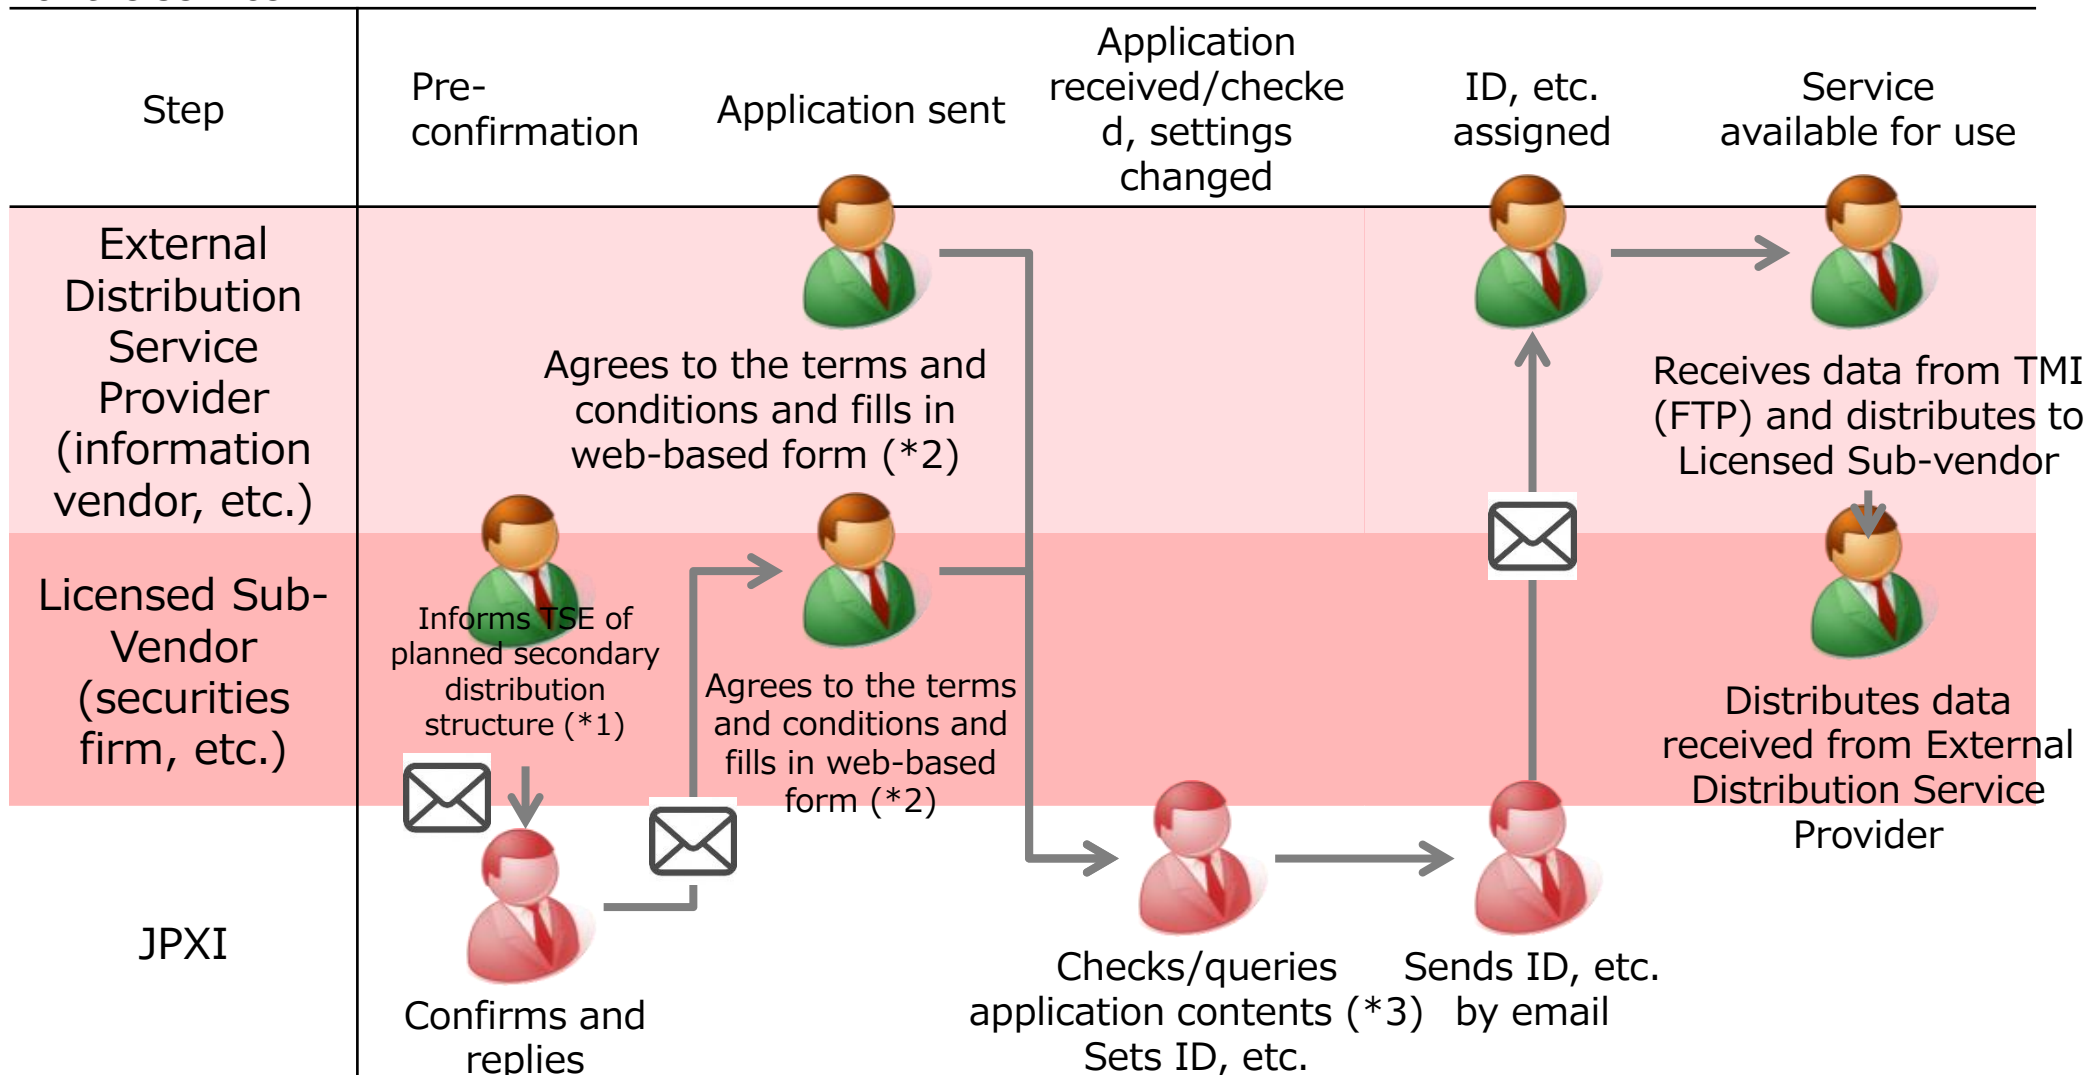 Step
Pre-
confirmation
Application sent
Application
received/checke
d, settings
changed
ID, etc.
assigned
Service
available for use
External
Distribution
Service
Provider
(information
vendor, etc.)
Agrees to the terms and
conditions and fills in
web-based form (*2)
Receives data from TMI
(FTP) and distributes to
Licensed Sub-vendor
Licensed Sub-
Vendor
(securities
firm, etc.)
Informs TSE of
planned secondary
distribution
structure (*1)
Agrees to the terms
and conditions and
fills in web-based
form (*2)
Distributes data
received from External
Distribution Service
Provider
JPXI
Confirms and
replies
Checks/queries
application contents (*3)
Sets ID, etc.
Sends ID, etc.
by email